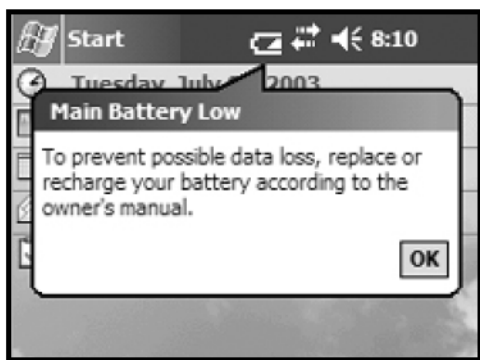 Start 8:10
Tuesday, July 2003
Main Battery Low
To prevent possible data loss, replace or
recharge your battery according to the
owner's manual.
OK